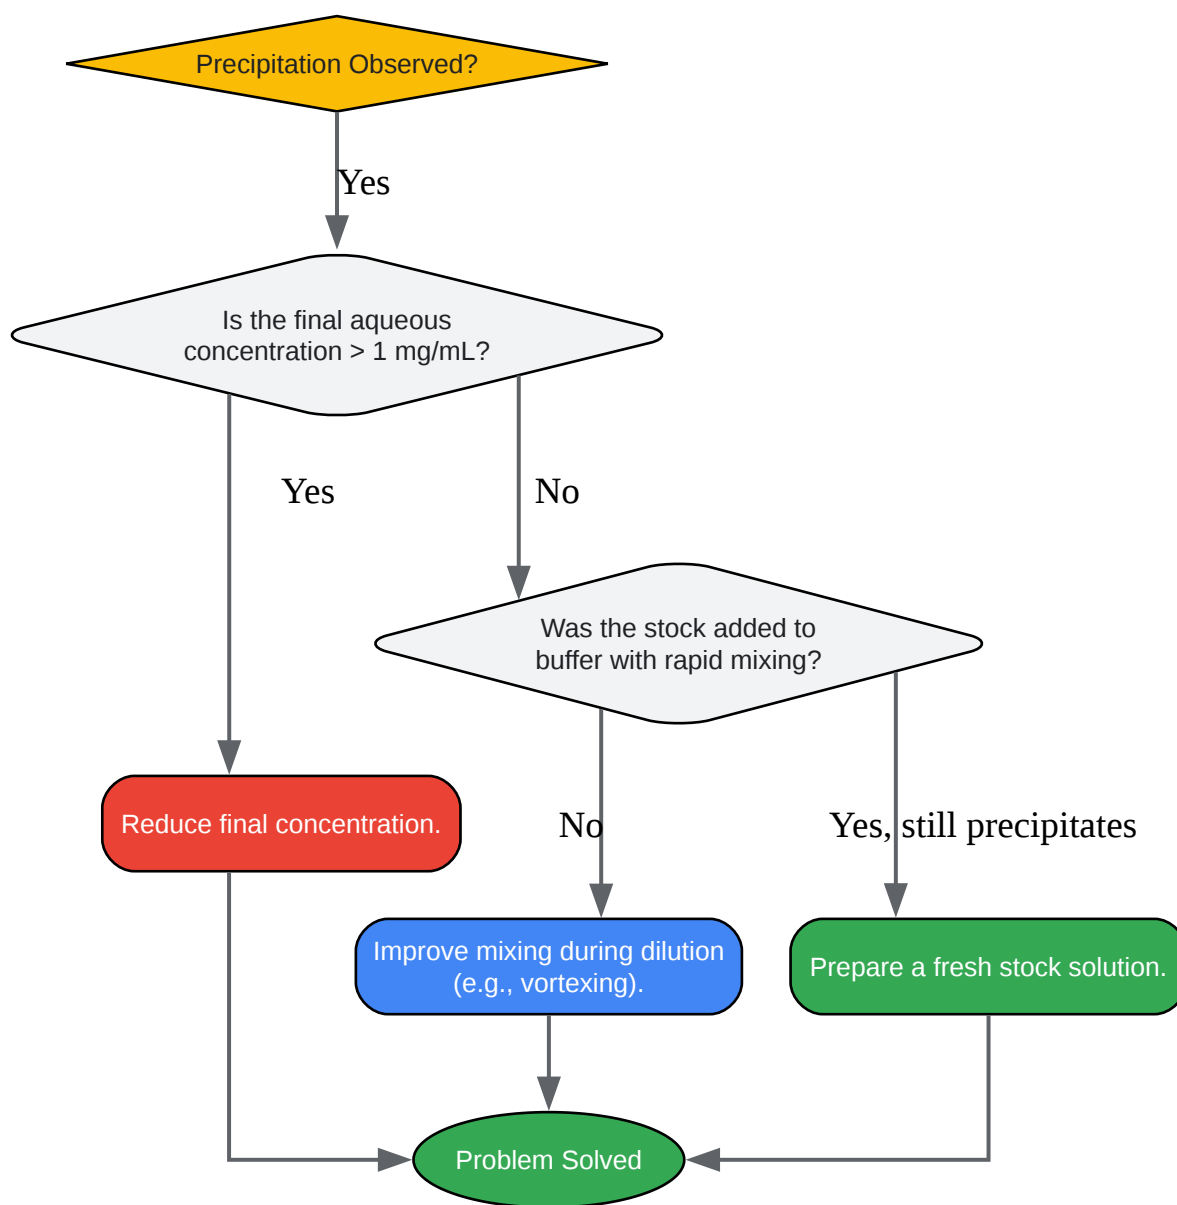 Precipitation Observed?
Yes
Is the final aqueous
concentration > 1 mg/mL?
Yes
No
Was the stock added to
buffer with rapid mixing?
Reduce final concentration.
No
Yes, still precipitates
Improve mixing during dilution
(e.g., vortexing).
Prepare a fresh stock solution.
Problem Solved